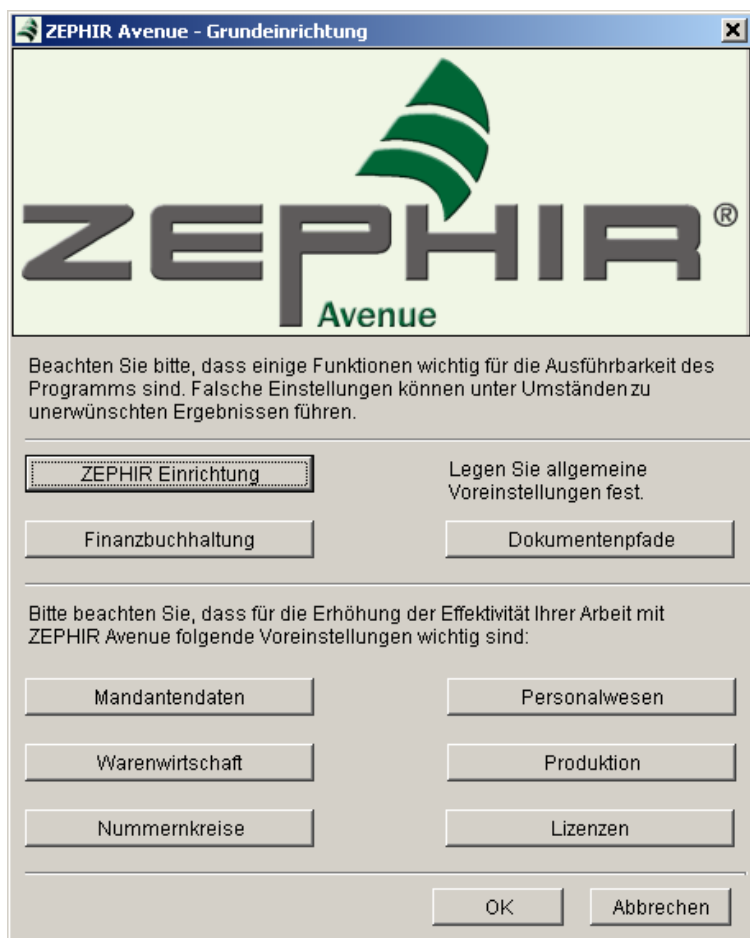 ZEPHIR Avenue - Grundeinrichtung
ZEPHIR®
Avenue
Beachten Sie bitte, dass einige Funktionen wichtig für die Ausführbarkeit des
Programms sind. Falsche Einstellungen können unter Umständen zu
unerwünschten Ergebnissen führen.
ZEPHIR Einrichtung
Legen Sie allgemeine
Voreinstellungen fest.
Finanzbuchhaltung
Dokumentenpfade
Bitte beachten Sie, dass für die Erhöhung der Effektivität Ihrer Arbeit mit
ZEPHIR Avenue folgende Voreinstellungen wichtig sind:
Mandantendaten
Personalwesen
Warenwirtschaft
Produktion
Nummernkreise
Lizenzen
OK
Abbrechen